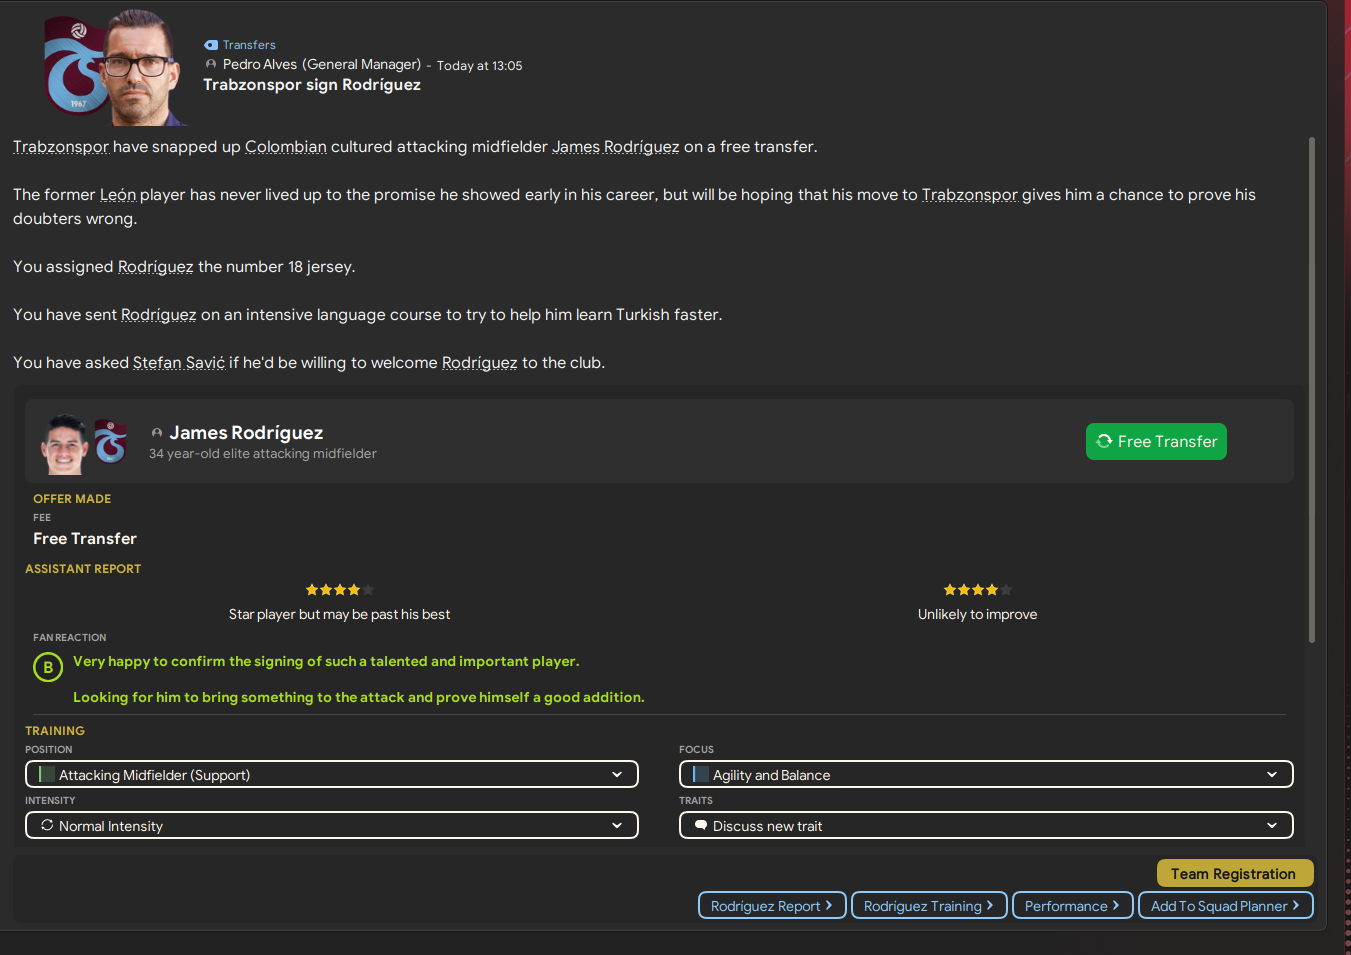 1967
Transfers
Pedro Alves (General Manager) - Today at 13:05
Trabzonspor sign Rodríguez
Trabzonspor have snapped up Colombian cultured attacking midfielder James Rodríguez on a free transfer.
The former León player has never lived up to the promise he showed early in his career, but will be hoping that his move to Trabzonspor gives him a chance to prove his
doubters wrong.
You assigned Rodríguez the number 18 jersey.
You have sent Rodríguez on an intensive language course to try to help him learn Turkish faster.
You have asked Stefan Savić if he'd be willing to welcome Rodríguez to the club.
James Rodríguez
34 year-old elite attacking midfielder
Free Transfer
OFFER MADE
FEE
Free Transfer
ASSISTANT REPORT
Star player but may be past his best
Unlikely to improve
FAN REACTION
B
Very happy to confirm the signing of such a talented and important player.
Looking for him to bring something to the attack and prove himself a good addition.
TRAINING
POSITION
Attacking Midfielder (Support)
FOCUS
Agility and Balance
INTENSITY
Normal Intensity
TRAITS
Discuss new trait
Team Registration
Rodríguez Report
Rodríguez Training
Performance
Add To Squad Planner